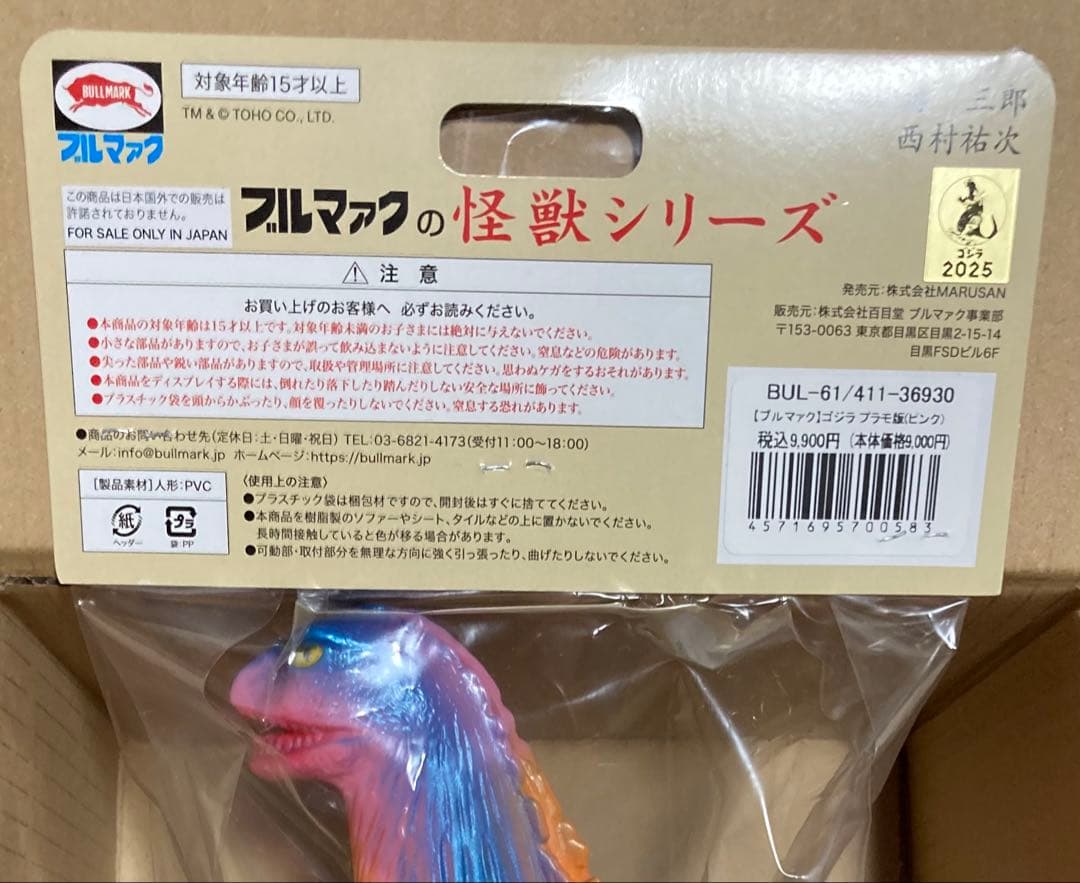 BULLMARK
ブルマァク
対象年齢15才以上
TM & © TOHO CO., LTD.
三郎
西村祐次
この商品は日本国外での販売は
許諾されておりません。
FOR SALE ONLY IN JAPAN
ブルマァクの怪獣シリーズ
ゴジラ
2025
発売元:株式会社MARUSAN
販売元:株式会社百目堂 ブルマァク事業部
〒153-0063 東京都目黒区目黒2-15-14
目黒FSDビル6F
⚠ 注 意
お買い上げのお客様へ 必ずお読みください。
●本商品の対象年齢は15才以上です。対象年齢未満のお子さまには絶対に与えないでください。
●小さな部品がありますので、お子さまが誤って飲み込まないように注意してください。窒息などの危険があります。
●尖った部品や鋭い部品がありますので、取扱や管理場所に注意してください。思わぬケガをするおそれがあります。
●本商品をディスプレイする際には、倒れたり落下したり踏んだりしない安全な場所に飾ってください。
●プラスチック袋を頭からかぶったり、顔を覆ったりしないでください。窒息する恐れがあります。
●商品のお問い合わせ先(定休日:土・日曜・祝日) TEL:03-6821-4173(受付11:00〜18:00)
メール:info@bullmark.jp ホームページ:https://bullmark.jp
[製品素材]人形:PVC
紙
ヘッダー
プラ
袋:PP
〈使用上の注意〉
●プラスチック袋は梱包材ですので、開封後はすぐに捨ててください。
●本商品を樹脂製のソファーやシート、タイルなどの上に置かないでください。
長時間接触していると色が移る場合があります。
●可動部・取付部分を無理な方向に強く引っ張ったり、曲げたりしないでください。
BUL-61/411-36930
【ブルマァク】ゴジラ プラモ版(ピンク)
税込9,900円 (本体価格9,000円)
4571695700583